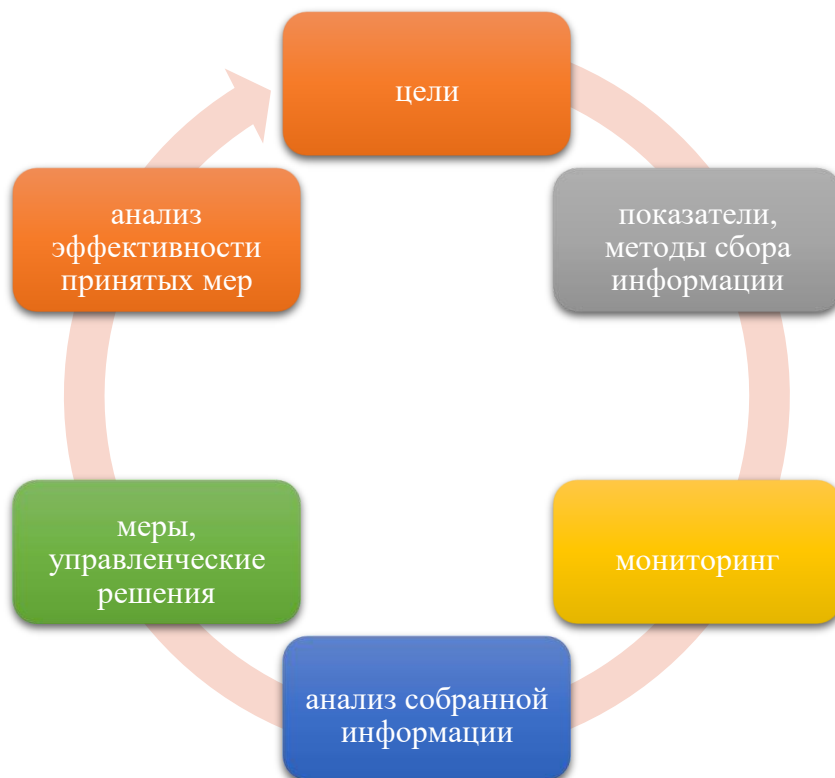 цели
показатели,
методы сбора
информации
мониторинг
анализ собранной
информации
меры,
управленческие
решения
анализ
эффективности
принятых мер